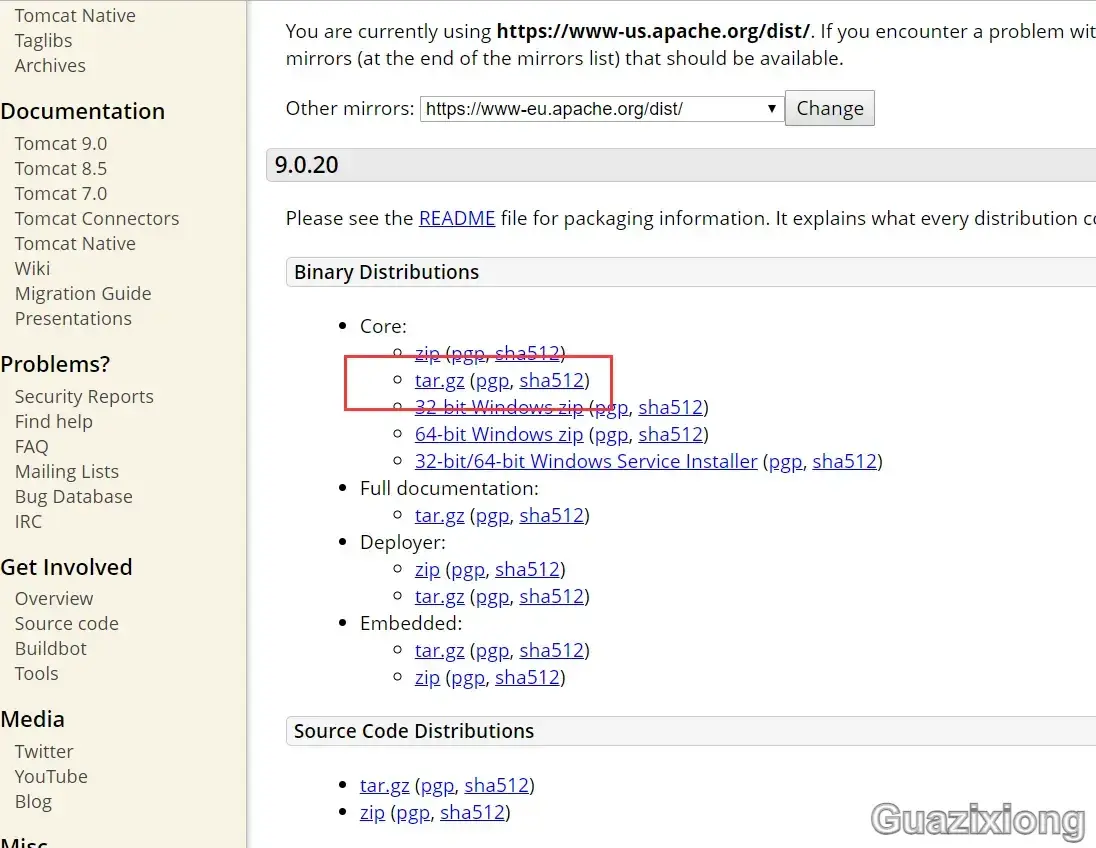 Tomcat Native
Taglibs
Archives
Documentation
Tomcat 9.0
Tomcat 8.5
Tomcat 7.0
Tomcat Connectors
Tomcat Native
Wiki
Migration Guide
Presentations
Problems?
Security Reports
Find help
FAQ
Mailing Lists
Bug Database
IRC
Get Involved
Overview
Source code
Buildbot
Tools
Media
Twitter
YouTube
Blog
Misc
You are currently using https://www-us.apache.org/dist/. If you encounter a problem wit
mirrors (at the end of the mirrors list) that should be available.
Other mirrors: https://www-eu.apache.org/dist/ Change
9.0.20
Please see the README file for packaging information. It explains what every distribution co
Binary Distributions
Core:
zip (pgp, sha512)
tar.gz (pgp, sha512)
32-bit Windows zip (pgp, sha512)
64-bit Windows zip (pgp, sha512)
32-bit/64-bit Windows Service Installer (pgp, sha512)
Full documentation:
tar.gz (pgp, sha512)
Deployer:
zip (pgp, sha512)
tar.gz (pgp, sha512)
Embedded:
tar.gz (pgp, sha512)
zip (pgp, sha512)
Source Code Distributions
tar.gz (pgp, sha512)
zip (pgp, sha512)
Guazixiong